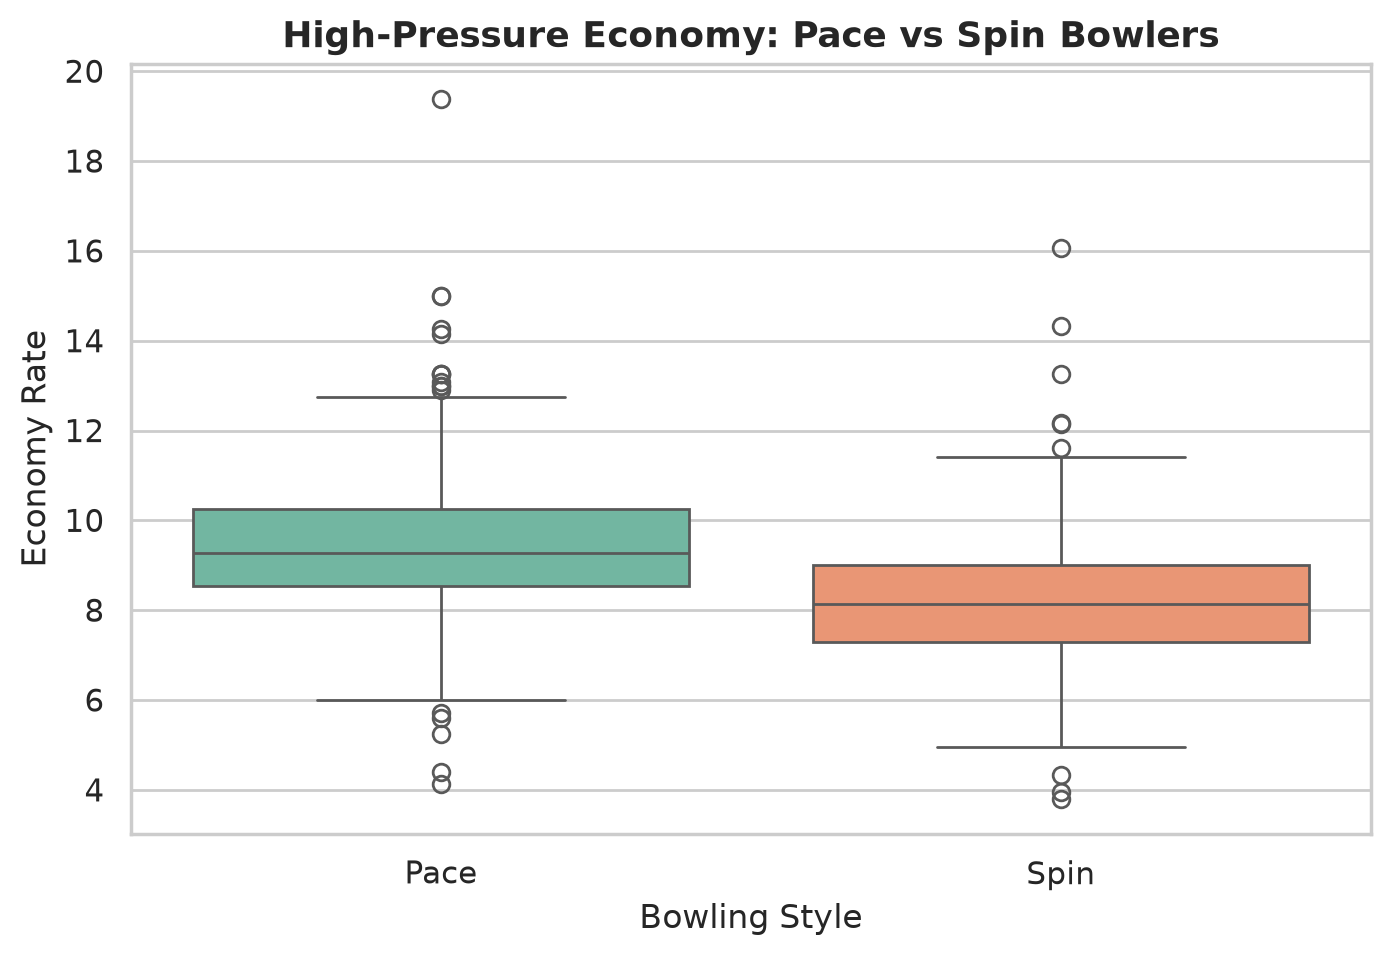 High-Pressure Economy: Pace vs Spin Bowlers
20
18
16
14
12
10
8
6
4
Economy Rate
Pace
Spin
Bowling Style